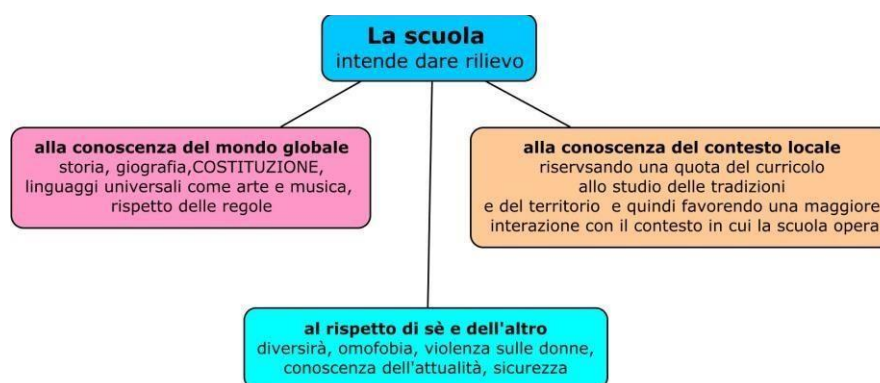 La scuola
intende dare rilievo
alla conoscenza del mondo globale
storia, giografia,COSTITUZIONE,
linguaggi universali come arte e musica,
rispetto delle regole
alla conoscenza del contesto locale
riservsando una quota del curricolo
allo studio delle tradizioni
e del territorio e quindi favorendo una maggiore
interazione con il contesto in cui la scuola opera
al rispetto di sè e dell'altro
diversirà, omofobia, violenza sulle donne,
conoscenza dell'attualità, sicurezza